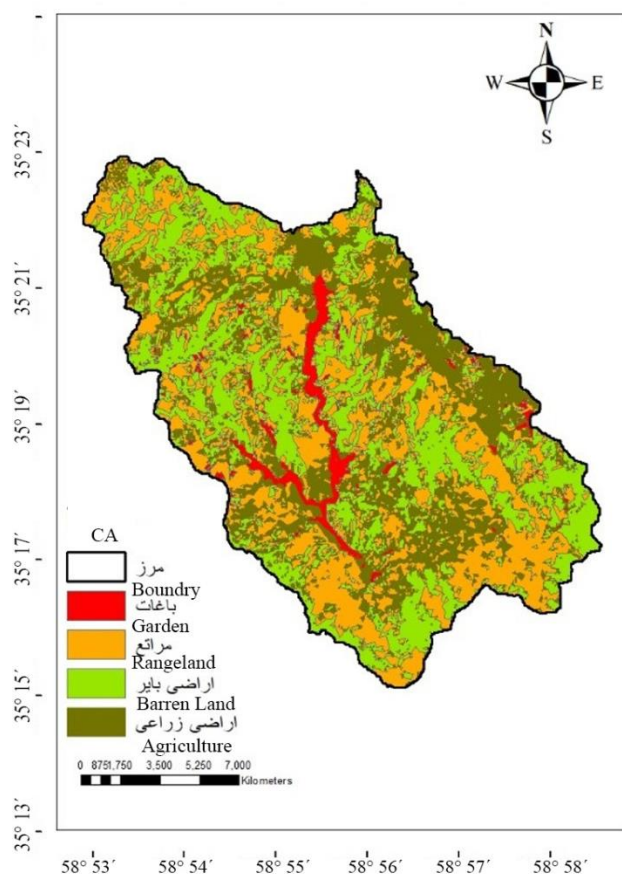 N
W E
S
35° 23´
35° 21´
35° 19´
35° 17´
35° 15´
35° 13´
CA
مرز
Boundry
باغات
Garden
مراتع
Rangeland
اراضی بایر
Barren Land
اراضی زراعی
Agriculture
0 8751,750 3,500 5,250 7,000
Kilometers
58° 53´ 58° 54´ 58° 55´ 58° 56´ 58° 57´ 58° 58´